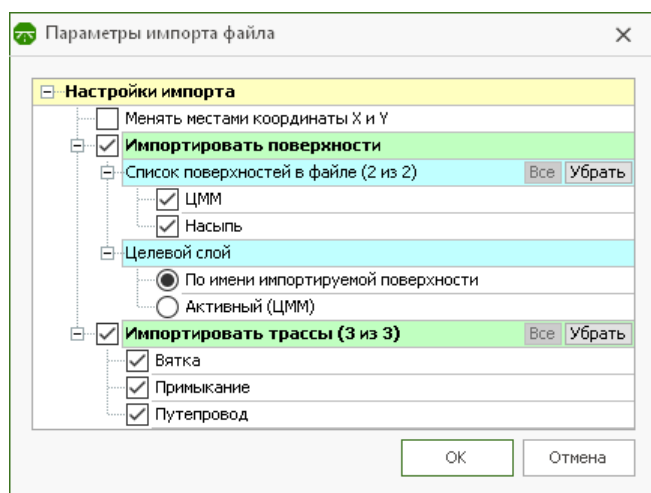 Параметры импорта файла
Настройки импорта
Менять местами координаты X и Y
Импортировать поверхности
Список поверхностей в файле (2 из 2) Все Убрать
ЦММ
Насыпь
Целевой слой
По имени импортируемой поверхности
Активный (ЦММ)
Импортировать трассы (3 из 3) Все Убрать
Вятка
Примыкание
Путепровод
ОК Отмена